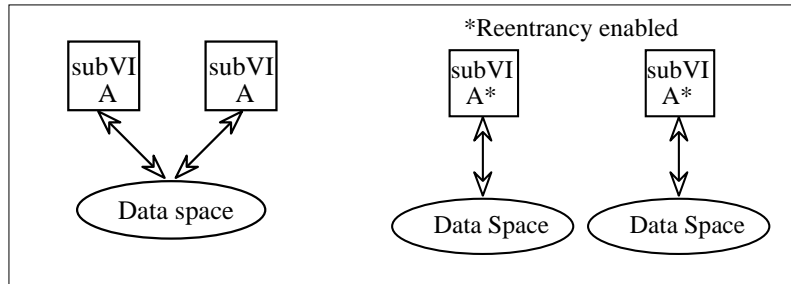 subVI
A
subVI
A
Data space
*Reentrancy enabled
subVI
A*
subVI
A*
Data Space
Data Space